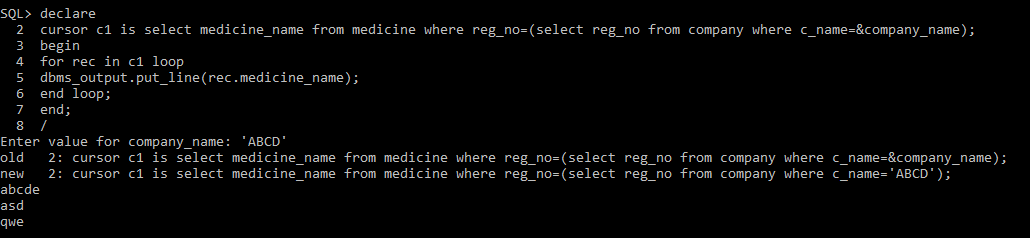 SQL> declare
2 cursor c1 is select medicine_name from medicine where reg_no=(select reg_no from company where c_name=&company_name);
3 begin
4 for rec in c1 loop
5 dbms_output.put_line(rec.medicine_name);
6 end loop;
7 end;
8 /
Enter value for company_name: 'ABCD'
old 2: cursor c1 is select medicine_name from medicine where reg_no=(select reg_no from company where c_name=&company_name);
new 2: cursor c1 is select medicine_name from medicine where reg_no=(select reg_no from company where c_name='ABCD');
abcde
asd
qwe